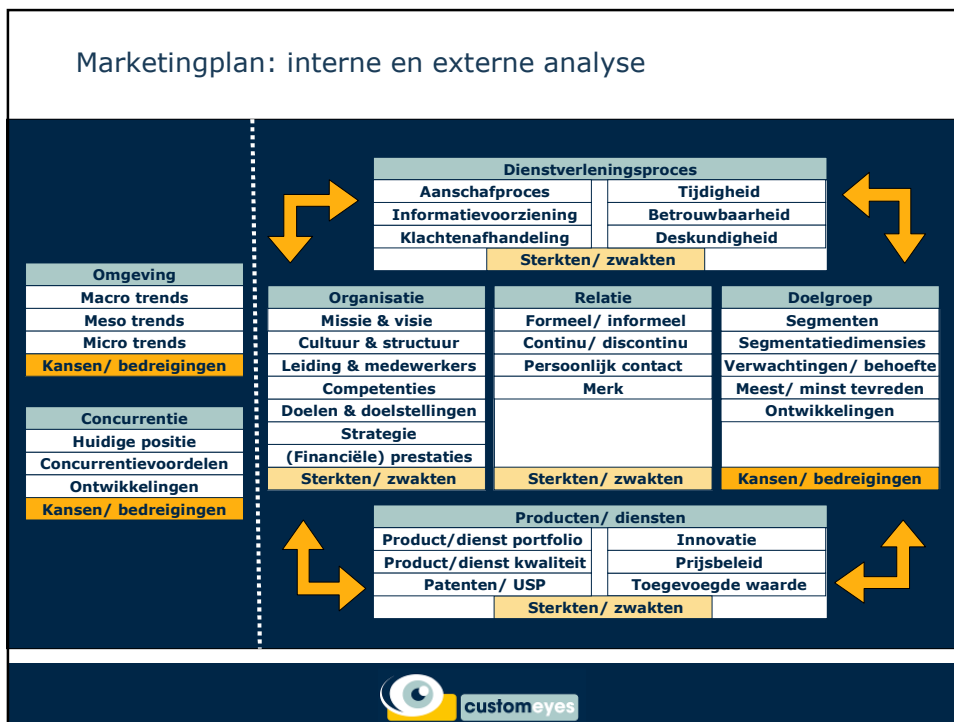 Marketingplan: interne en externe analyse
Omgeving
Macro trends
Meso trends
Micro trends
Kansen/ bedreigingen
Concurrentie
Huidige positie
Concurrentievoordelen
Ontwikkelingen
Kansen/ bedreigingen
Dienstverleningsproces
Aanschafproces
Tijdigheid
Informatievoorziening
Betrouwbaarheid
Klachtenafhandeling
Deskundigheid
Sterkten/ zwakten
Organisatie
Missie & visie
Cultuur & structuur
Leiding & medewerkers
Competenties
Doelen & doelstellingen
Strategie
(Financiële) prestaties
Sterkten/ zwakten
Relatie
Formeel/ informeel
Continu/ discontinu
Persoonlijk contact
Merk
Sterkten/ zwakten
Doelgroep
Segmenten
Segmentatiedimensies
Verwachtingen/ behoefte
Meest/ minst tevreden
Ontwikkelingen
Kansen/ bedreigingen
Producten/ diensten
Product/dienst portfolio
Innovatie
Product/dienst kwaliteit
Prijsbeleid
Patenten/ USP
Toegevoegde waarde
Sterkten/ zwakten
customeyes